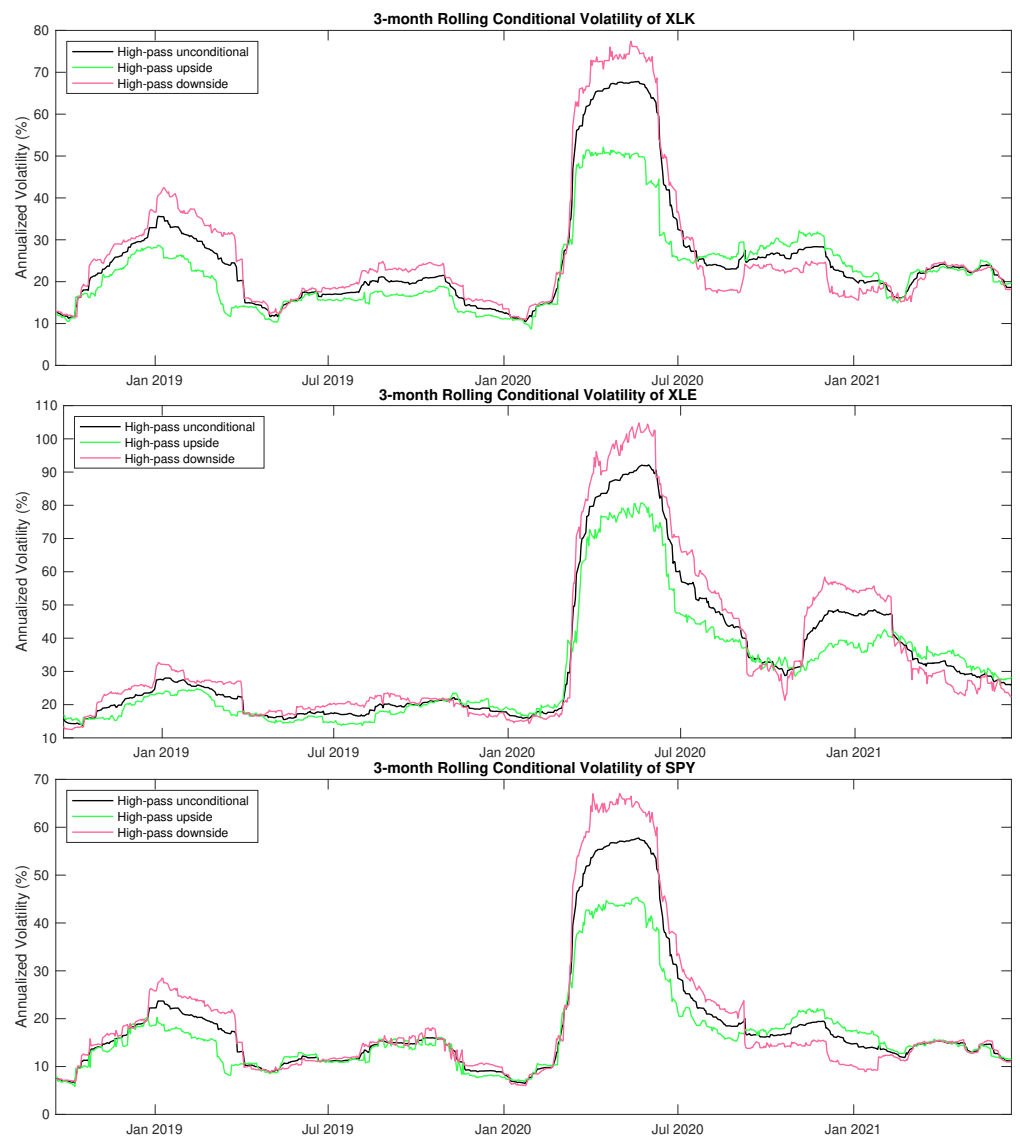 3-month Rolling Conditional Volatility of XLK
80
70
60
50
40
30
20
10
0
Annualized Volatility (%)
High-pass unconditional
High-pass upside
High-pass downside
Jan 2019 Jul 2019 Jan 2020 Jul 2020 Jan 2021
3-month Rolling Conditional Volatility of XLE
110
100
90
80
70
60
50
40
30
20
10
Annualized Volatility (%)
High-pass unconditional
High-pass upside
High-pass downside
Jan 2019 Jul 2019 Jan 2020 Jul 2020 Jan 2021
3-month Rolling Conditional Volatility of SPY
70
60
50
40
30
20
10
0
Annualized Volatility (%)
High-pass unconditional
High-pass upside
High-pass downside
Jan 2019 Jul 2019 Jan 2020 Jul 2020 Jan 2021